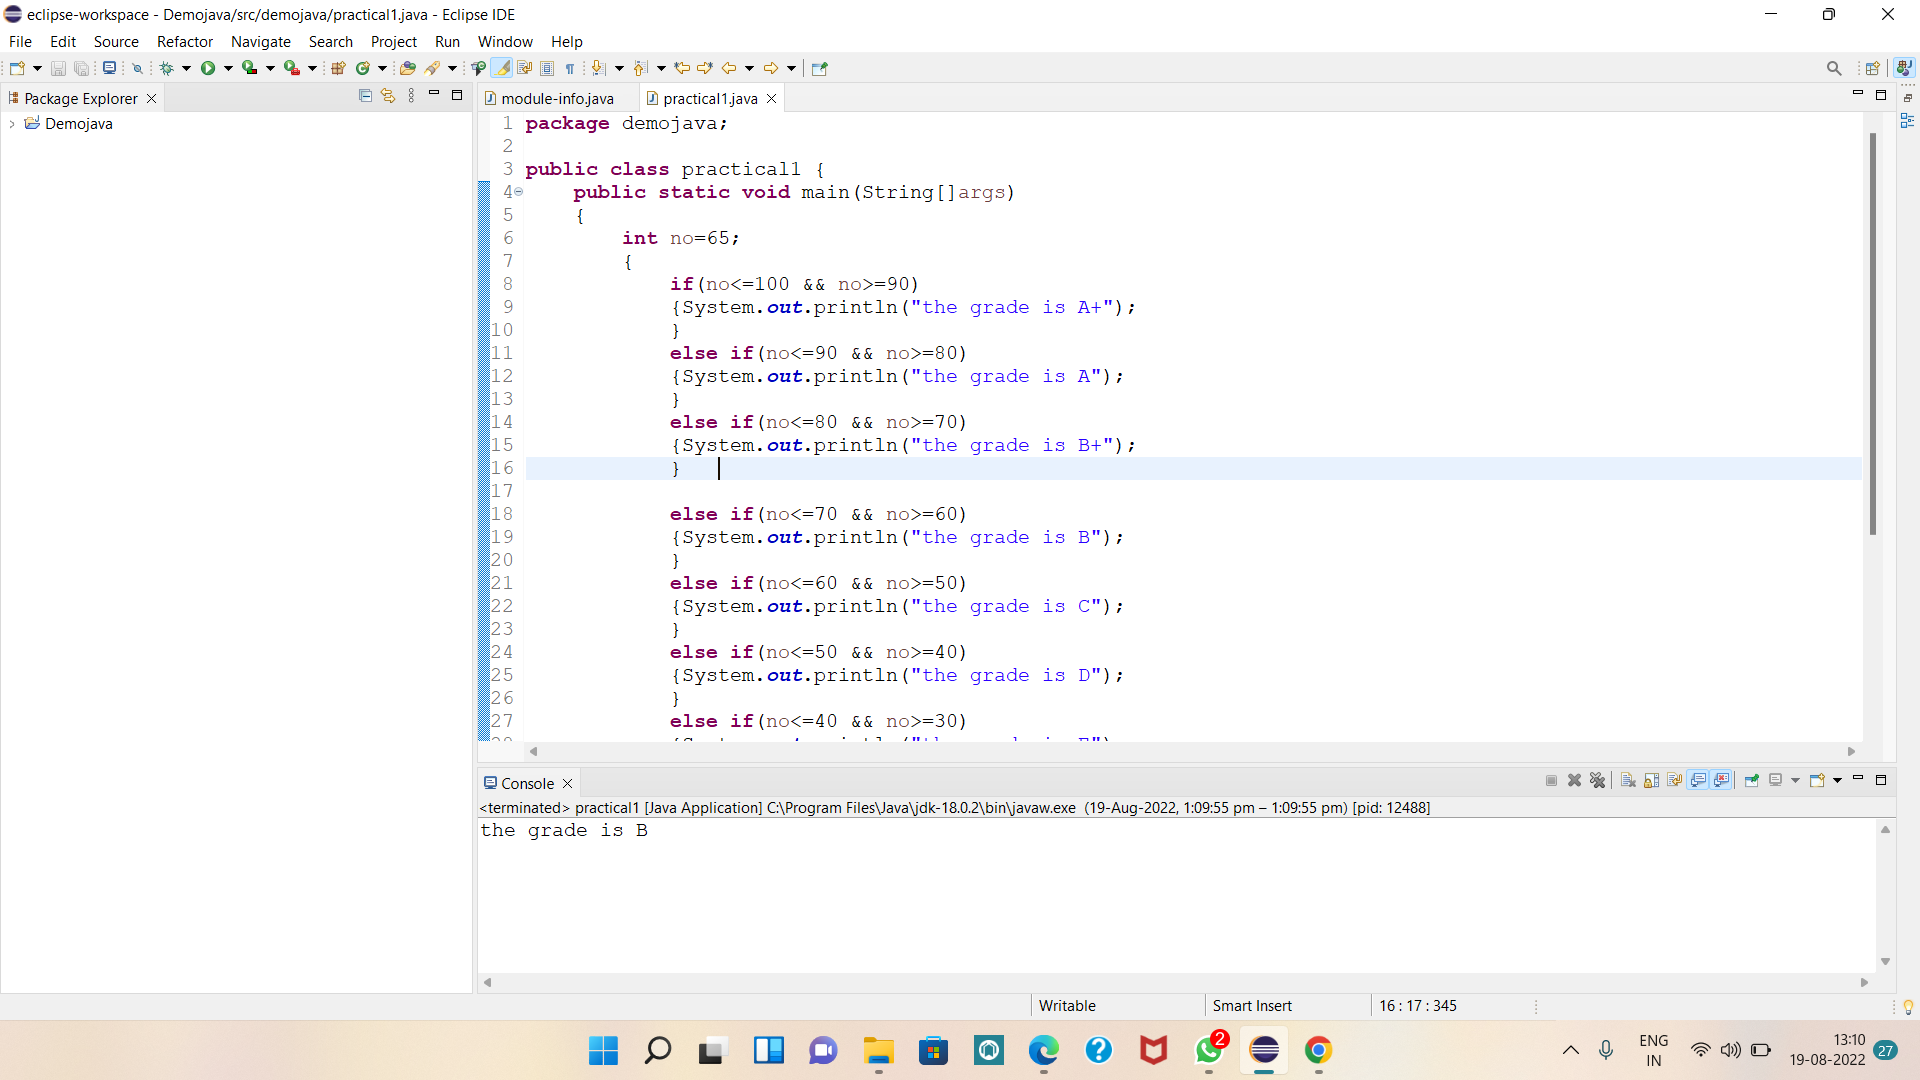 eclipse-workspace - Demojava/src/demojava/practical1.java - Eclipse IDE
File Edit Source Refactor Navigate Search Project Run Window Help
Package Explorer
Demojava
module-info.java practical1.java
1 package demojava;
2
3 public class practical1 {
4 public static void main(String[]args)
5 {
6 int no=65;
7 {
8 if(no<=100 && no>=90)
9 {System.out.println("the grade is A+");
10 }
11 else if(no<=90 && no>=80)
12 {System.out.println("the grade is A");
13 }
14 else if(no<=80 && no>=70)
15 {System.out.println("the grade is B+");
16 }
17
18 else if(no<=70 && no>=60)
19 {System.out.println("the grade is B");
20 }
21 else if(no<=60 && no>=50)
22 {System.out.println("the grade is C");
23 }
24 else if(no<=50 && no>=40)
25 {System.out.println("the grade is D");
26 }
27 else if(no<=40 && no>=30)
Console
<terminated> practical1 [Java Application] C:\Program Files\Java\jdk-18.0.2\bin\javaw.exe (19-Aug-2022, 1:09:55 pm – 1:09:55 pm) [pid: 12488]
the grade is B
Writable Smart Insert 16 : 17 : 345
2
ENG
IN
13:10
19-08-2022
27